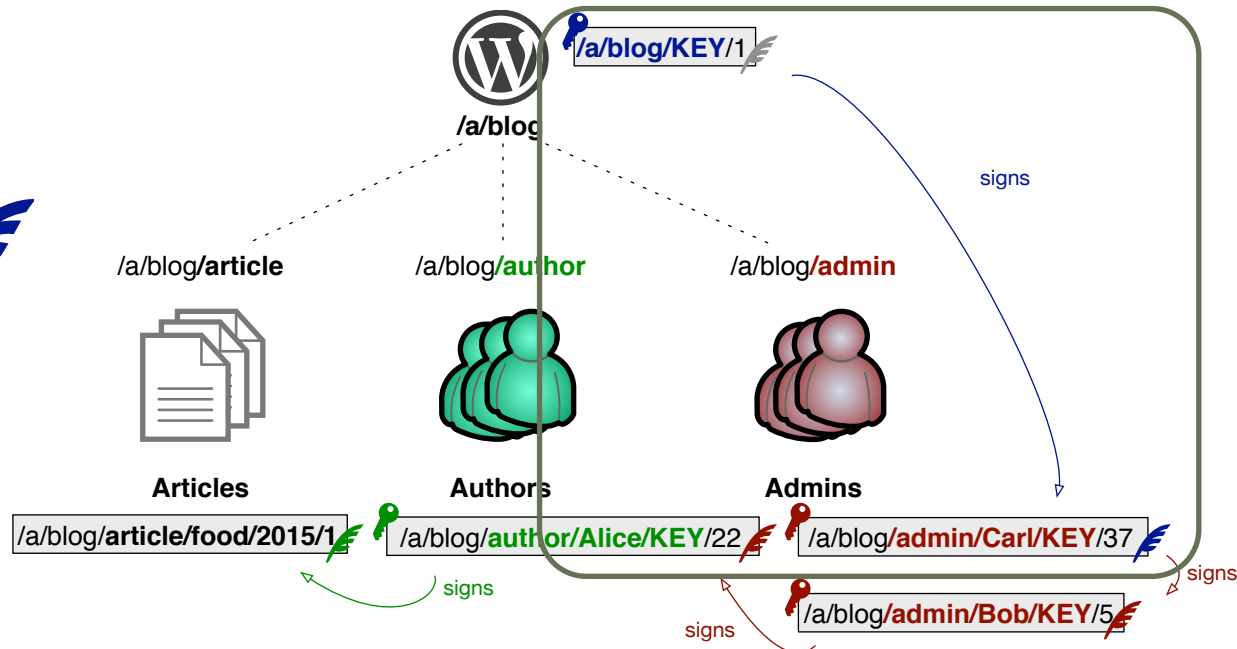 /a/blog/KEY/1
/a/blog
signs
/a/blog/article
/a/blog/author
/a/blog/admin
Articles
Authors
Admins
/a/blog/article/food/2015/1
/a/blog/author/Alice/KEY/22
/a/blog/admin/Carl/KEY/37
signs
signs
/a/blog/admin/Bob/KEY/5
signs